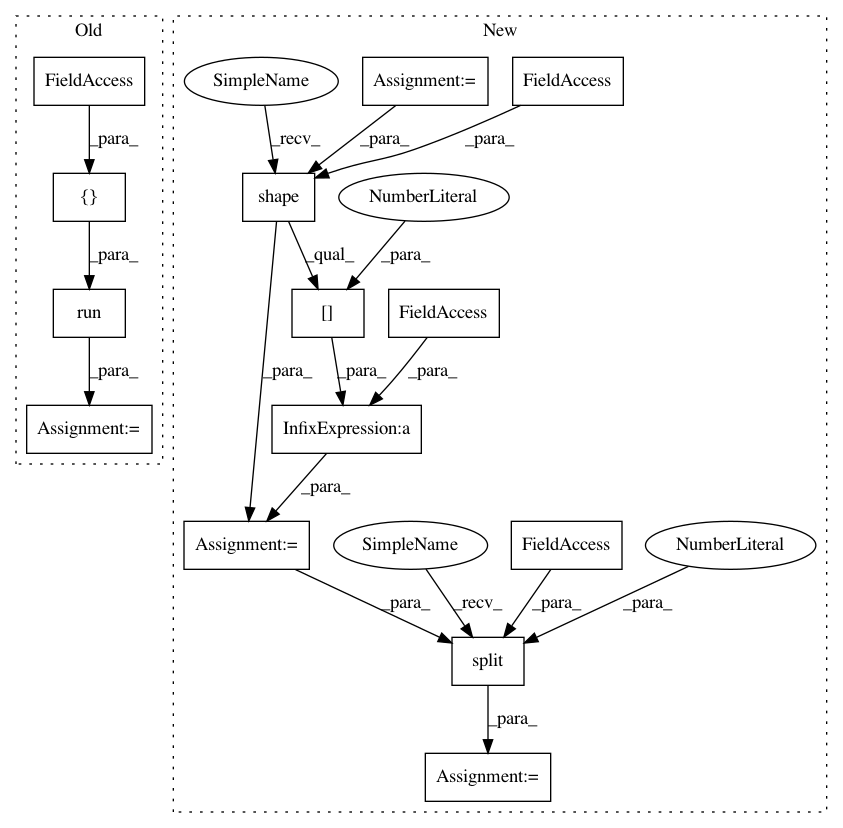 Old
New
FieldAccess
SimpleName
Assignment:=
FieldAccess
_para_
_recv_
_para_
_para_
{}
shape
NumberLiteral
_para_
_qual_
_para_
run
[]
FieldAccess
_para_
_para_
_para_
_para_
Assignment:=
InfixExpression:a
_para_
Assignment:=
SimpleName
FieldAccess
NumberLiteral
_para_
_recv_
_para_
_para_
split
_para_
Assignment:=